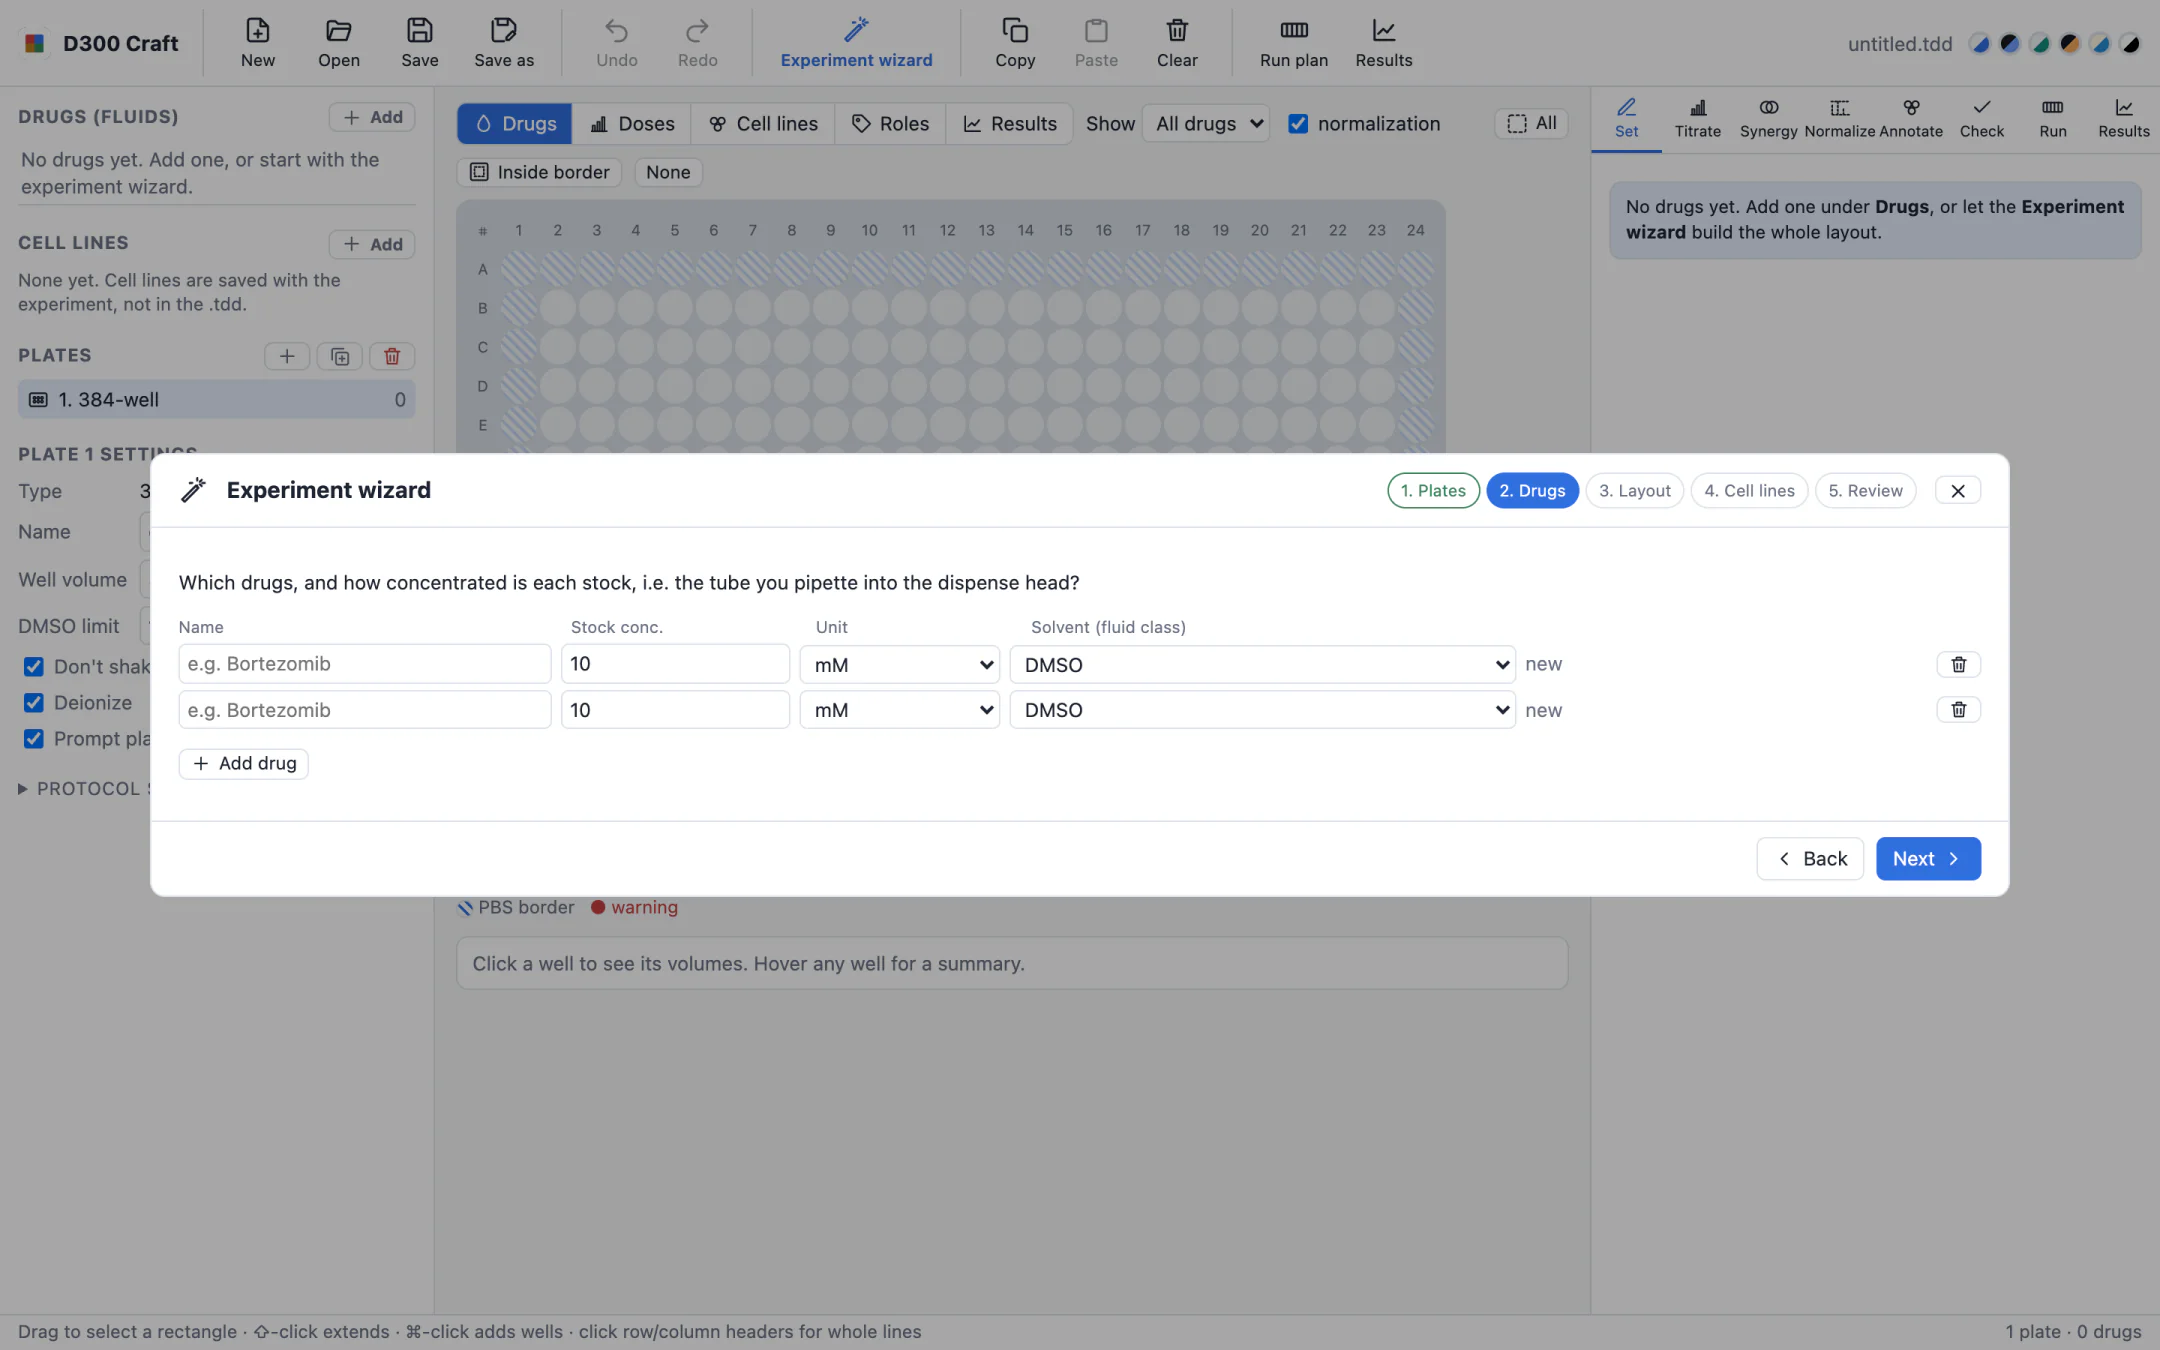 D300 Craft
New
Open
Save
Save as
Undo
Redo
Experiment wizard
Copy
Paste
Clear
Run plan
Results
untitled.tdd
DRUGS (FLUIDS)
Add
No drugs yet. Add one, or start with the
experiment wizard.
CELL LINES
Add
None yet. Cell lines are saved with the
experiment, not in the .tdd.
PLATES
1. 384-well 0
PLATE 1 SETTINGS
Type 3
Name
Well volume
DMSO limit
Don't shak
Deionize
Prompt pla
PROTOCOL
Drugs
Doses
Cell lines
Roles
Results
Show
All drugs
normalization
All
Inside border
None
# 1 2 3 4 5 6 7 8 9 10 11 12 13 14 15 16 17 18 19 20 21 22 23 24
A
B
C
D
E
Set
Titrate
Synergy
Normalize
Annotate
Check
Run
Results
No drugs yet. Add one under Drugs, or let the Experiment
wizard build the whole layout.
Experiment wizard
1. Plates
2. Drugs
3. Layout
4. Cell lines
5. Review
Which drugs, and how concentrated is each stock, i.e. the tube you pipette into the dispense head?
Name Stock conc. Unit Solvent (fluid class)
e.g. Bortezomib 10 mM DMSO new
e.g. Bortezomib 10 mM DMSO new
Add drug
Back
Next
PBS border
warning
Click a well to see its volumes. Hover any well for a summary.
Drag to select a rectangle · ⇧-click extends · ⌘-click adds wells · click row/column headers for whole lines
1 plate · 0 drugs